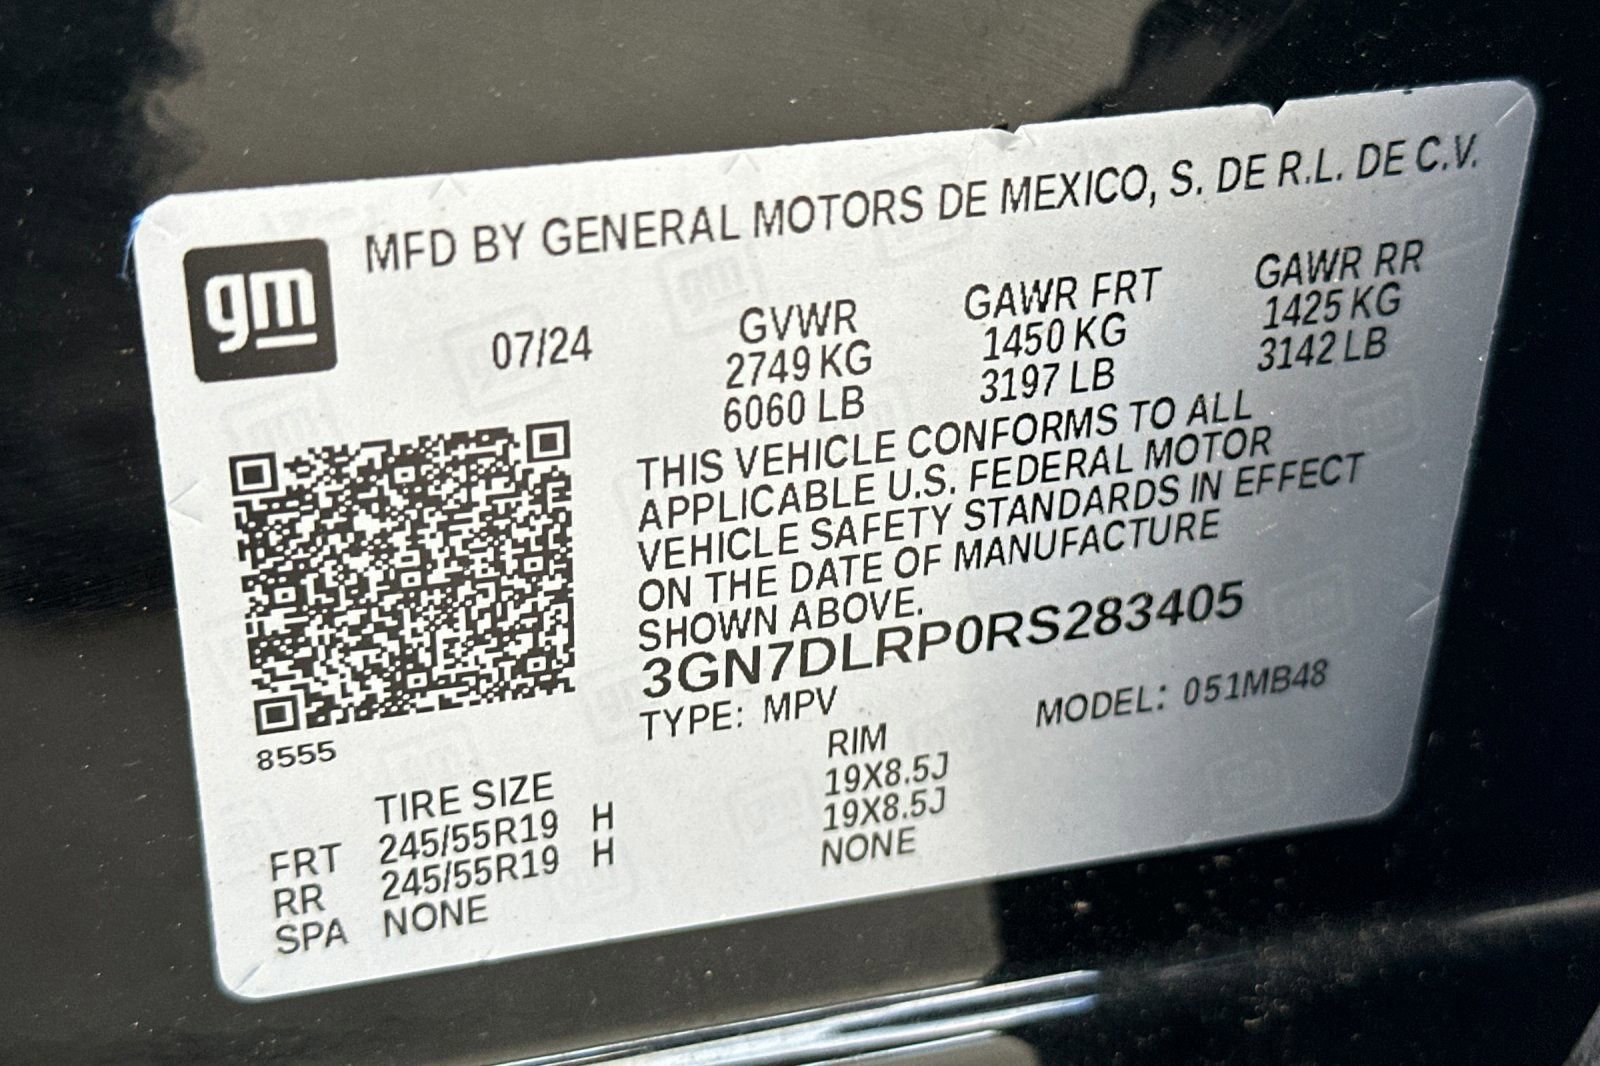 gm
MFD BY GENERAL MOTORS DE MEXICO, S. DE R.L. DE C.V.
07/24
GVWR
2749 KG
6060 LB
GAWR FRT
1450 KG
3197 LB
GAWR RR
1425 KG
3142 LB
THIS VEHICLE CONFORMS TO ALL
APPLICABLE U.S. FEDERAL MOTOR
VEHICLE SAFETY STANDARDS IN EFFECT
ON THE DATE OF MANUFACTURE
SHOWN ABOVE.
3GN7DLRP0RS283405
TYPE: MPV MODEL: 051MB48
8555
TIRE SIZE RIM
FRT 245/55R19 H 19X8.5J
RR 245/55R19 H 19X8.5J
SPA NONE NONE